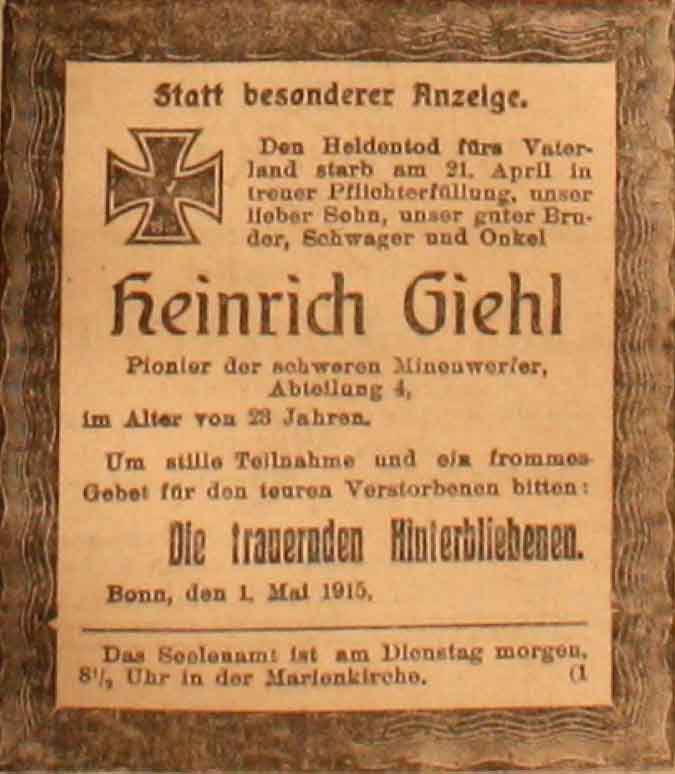 Statt besonderer Anzeige.
Den Heldentod fürs Vater-
land starb am 21. April in
treuer Pflichterfüllung, unser
lieber Sohn, unser guter Bru-
der, Schwager und Onkel
Heinrich Giehl
Pionier der schweren Minenwerfer,
Abteilung 4,
im Alter von 23 Jahren.
Um stille Teilnahme und ein frommes
Gebet für den teuren Verstorbenen bitten:
Die trauernden Hinterbliebenen.
Bonn, den 1. Mai 1915.
Das Seelenamt ist am Dienstag morgen,
8½ Uhr in der Marienkirche. (1